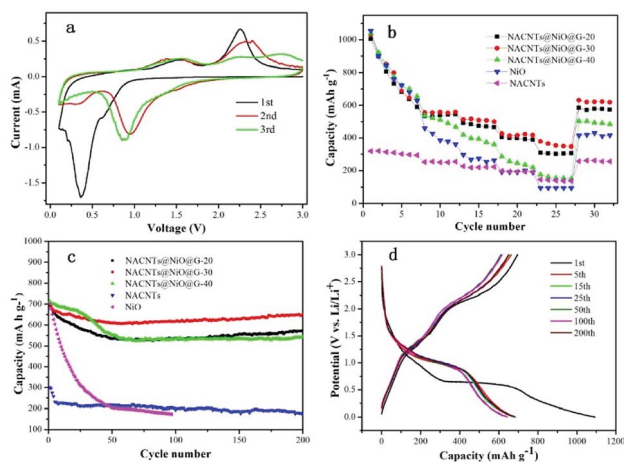 a
1.0
0.5
0.0
-0.5
-1.0
-1.5
Current (mA)
1st
2nd
3rd
0.0 0.5 1.0 1.5 2.0 2.5 3.0
Voltage (V)
b
1000
800
600
400
200
0
Capacity (mAh g⁻¹)
NACNTs@NiO@G-20
NACNTs@NiO@G-30
NACNTs@NiO@G-40
NiO
NACNTs
0 5 10 15 20 25 30
Cycle number
c
900
800
700
600
500
400
300
200
100
Capacity (mA h g-¹)
NACNTs@NiO@G-20
NACNTs@NiO@G-30
NACNTs@NiO@G-40
NACNTs
NiO
0 50 100 150 200
Cycle number
d
3.0
2.5
2.0
1.5
1.0
0.5
0.0
Potential (V vs. Li/Li⁺)
1st
5th
15th
25th
50th
100th
200th
0 200 400 600 800 1000 1200
Capacity (mAh g⁻¹)